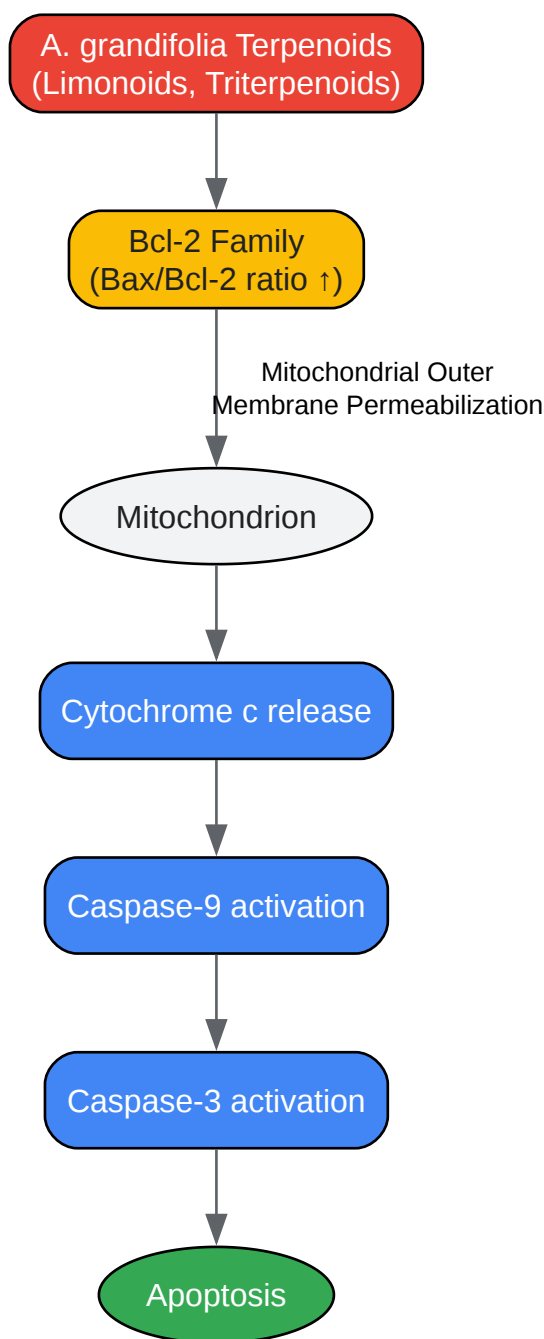 A. grandifolia Terpenoids
(Limonoids, Triterpenoids)
Bcl-2 Family
(Bax/Bcl-2 ratio ↑)
Mitochondrial Outer
Membrane Permeabilization
Mitochondrion
Cytochrome c release
Caspase-9 activation
Caspase-3 activation
Apoptosis